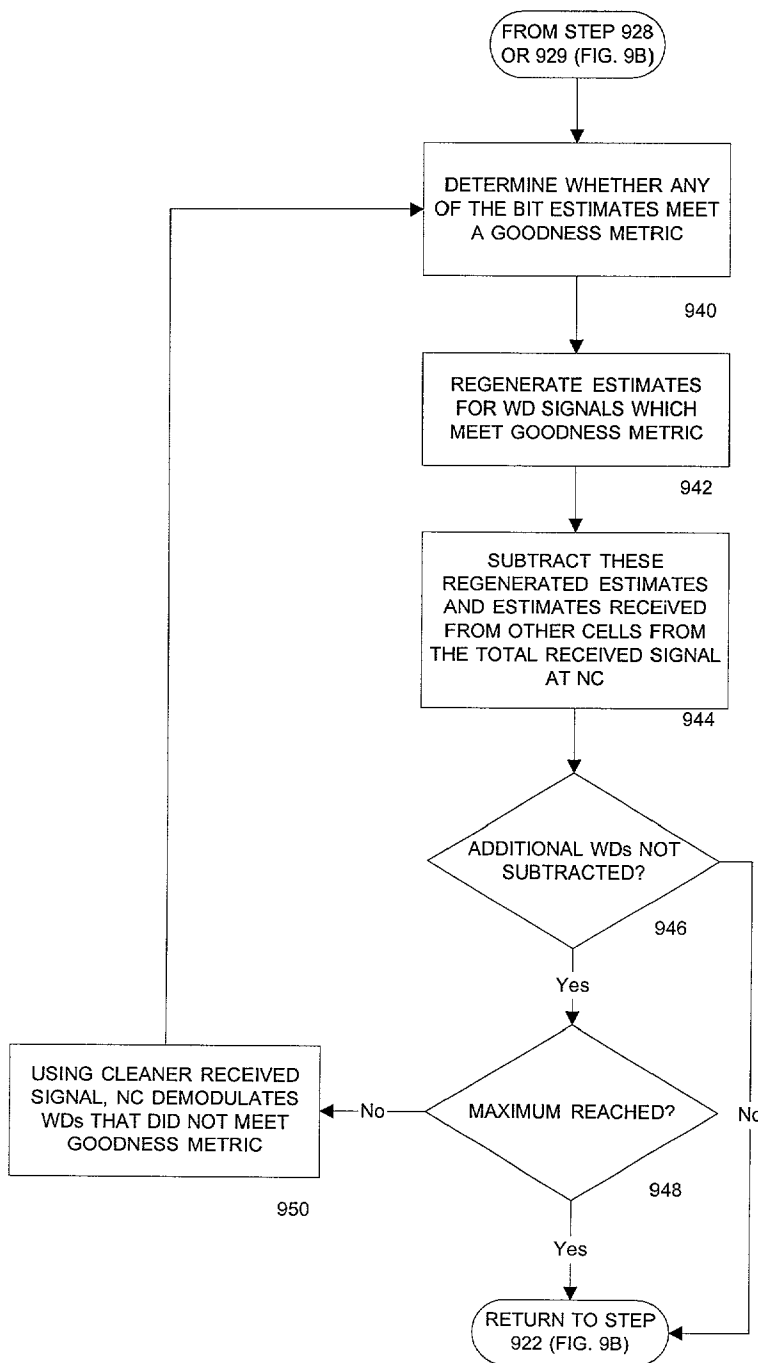 FROM STEP 928
OR 929 (FIG. 9B)
DETERMINE WHETHER ANY
OF THE BIT ESTIMATES MEET
A GOODNESS METRIC
940
REGENERATE ESTIMATES
FOR WD SIGNALS WHICH
MEET GOODNESS METRIC
942
SUBTRACT THESE
REGENERATED ESTIMATES
AND ESTIMATES RECEIVED
FROM OTHER CELLS FROM
THE TOTAL RECEIVED SIGNAL
AT NC
944
ADDITIONAL WDs NOT
SUBTRACTED?
946
Yes
No
MAXIMUM REACHED?
948
No
USING CLEANER RECEIVED
SIGNAL, NC DEMODULATES
WDs THAT DID NOT MEET
GOODNESS METRIC
950
Yes
RETURN TO STEP
922 (FIG. 9B)